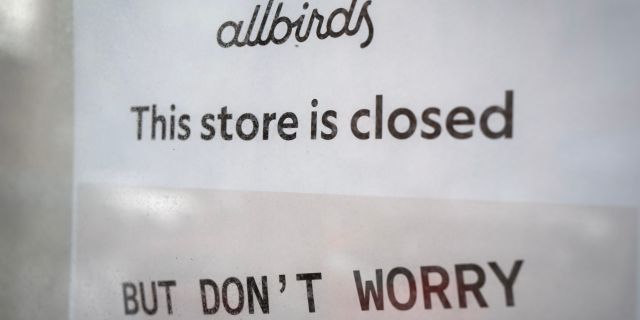 allbirds
This store is closed
BUT DON'T WORRY